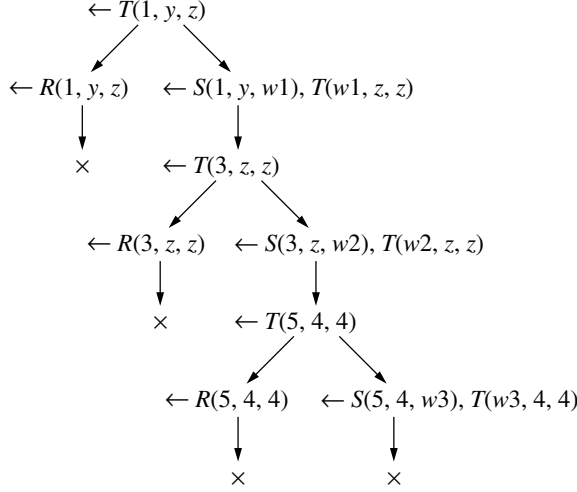 ← T(1, y, z)
← R(1, y, z) ← S(1, y, w1), T(w1, z, z)
×
← T(3, z, z)
← R(3, z, z) ← S(3, z, w2), T(w2, z, z)
×
← T(5, 4, 4)
← R(5, 4, 4) ← S(5, 4, w3), T(w3, 4, 4)
× ×